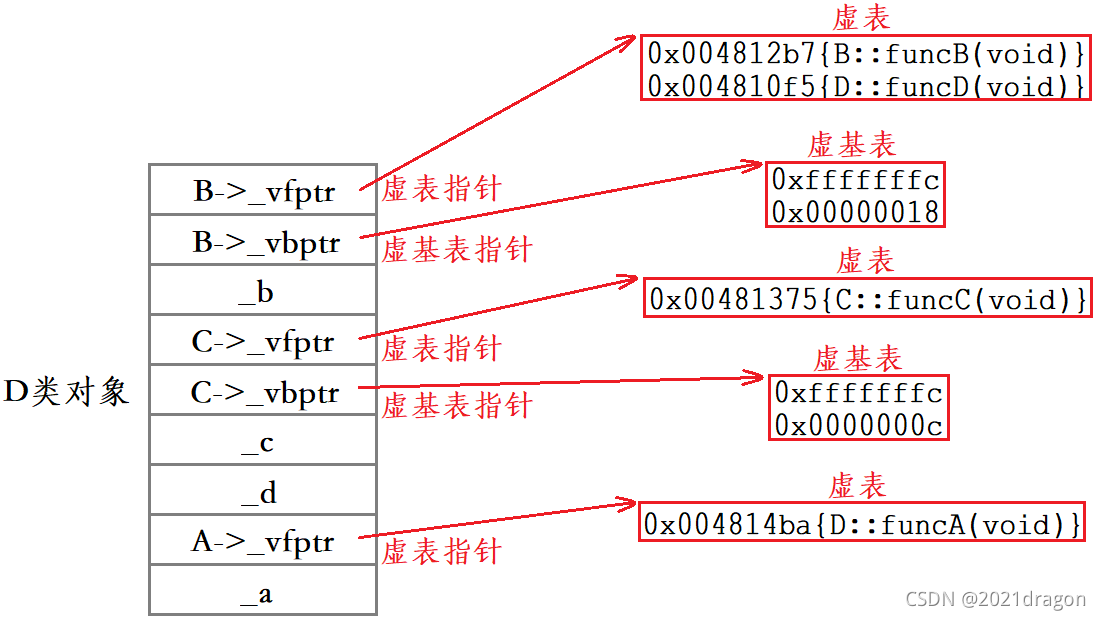 虚表
0x004812b7{B::funcB(void)}
0x004810f5{D::funcD(void)}
虚基表
0xfffffffc
0x00000018
B->_vfptr
虚表指针
B->_vbptr
虚基表指针
_b
虚表
0x00481375{C::funcC(void)}
C->_vfptr
虚表指针
虚基表
0xfffffffc
0x0000000c
D类对象
C->_vbptr
虚基表指针
_c
_d
虚表
0x004814ba{D::funcA(void)}
A->_vfptr
虚表指针
_a
CSDN @2021dragon